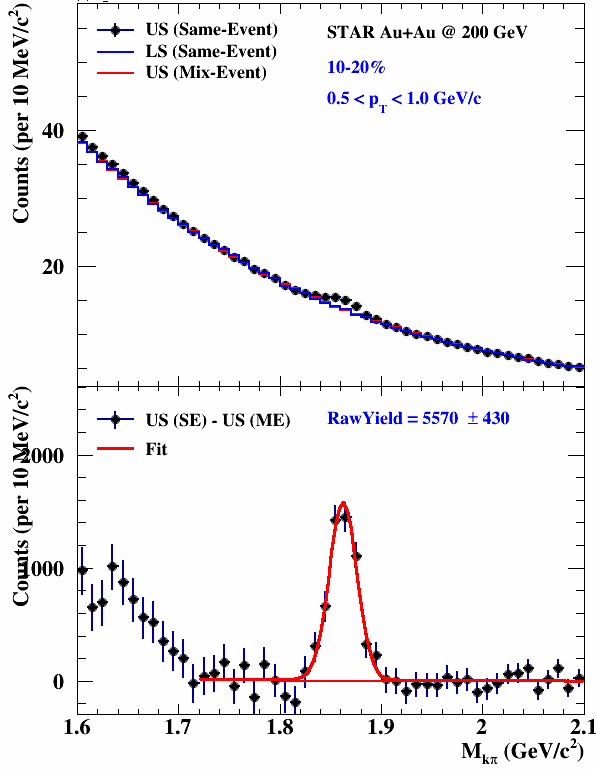 US (Same-Event)
LS (Same-Event)
US (Mix-Event)
STAR Au+Au @ 200 GeV
10-20%
0.5 < pT < 1.0 GeV/c
Counts (per 10 MeV/c²)
40
20
US (SE) - US (ME)
Fit
RawYield = 5570 ± 430
Counts (per 10 MeV/c²)
2000
1000
0
1.6 1.7 1.8 1.9 2 2.1
Mkπ (GeV/c²)